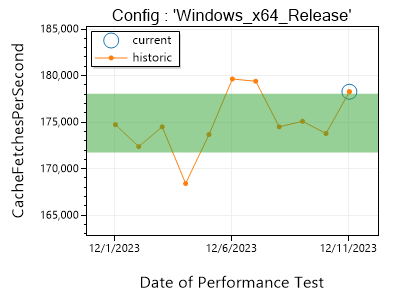 Config : 'Windows_x64_Release'
current
historic
185,000
180,000
175,000
170,000
165,000
CacheFetchesPerSecond
12/1/2023
12/6/2023
12/11/2023
Date of Performance Test